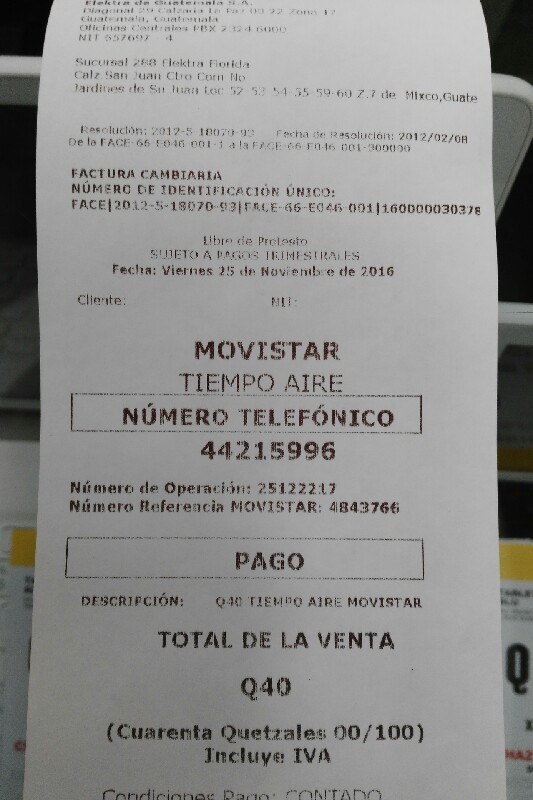 Elektra de Guatemala S.A.
Diagonal 29 Calzada La Paz 00-22 Zona 17
Guatemala, Guatemala
Oficinas Centrales PBX 2324 6000
NIT 557697 4
Sucursal 288 Elektra Florida
Calz San Juan Ctro Com No
Jardines de Sn Juan Loc 52-53-54-55-59-60 Z.7 de Mixco,Guate
Resolución: 2012-5-18070-93 Fecha de Resolución: 2012/02/08
De la FACE-66-E046-001-1 a la FACE-66-E046-001-300000
FACTURA CAMBIARIA
NÚMERO DE IDENTIFICACIÓN ÚNICO:
FACE|2012-5-18070-93|FACE-66-E046-001|160000030378
Libre de Protesto
SUJETO A PAGOS TRIMESTRALES
Fecha: Viernes 25 de Noviembre de 2016
Cliente: NIT:
MOVISTAR
TIEMPO AIRE
NÚMERO TELEFÓNICO
44215996
Número de Operación: 25122217
Número Referencia MOVISTAR: 4843766
PAGO
DESCRIPCIÓN: Q40 TIEMPO AIRE MOVISTAR
TOTAL DE LA VENTA
Q40
(Cuarenta Quetzales 00/100)
Incluye IVA
Condiciones Pago: CONTADO
Q